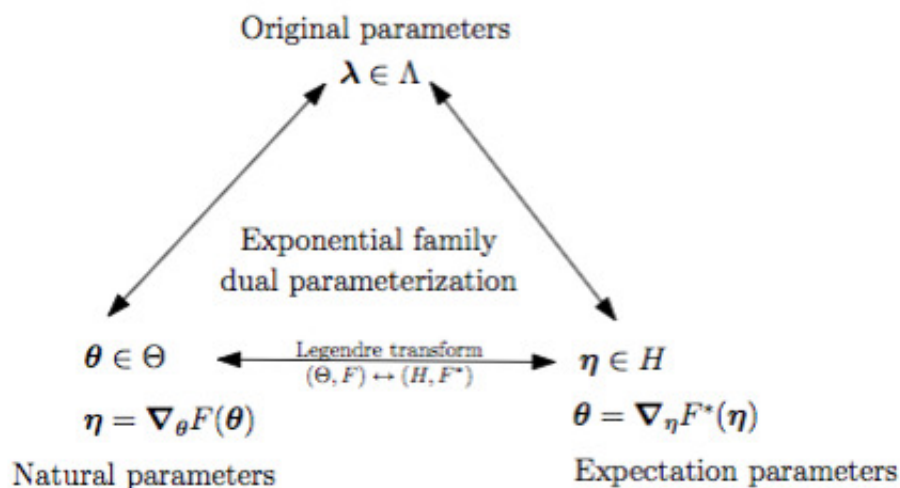 Original parameters
λ ∈ Λ
Exponential family
dual parameterization
θ ∈ Θ
Legendre transform
(Θ, F) ↔ (H, F*)
η ∈ H
η = ∇θF(θ)
θ = ∇ηF*(η)
Natural parameters
Expectation parameters